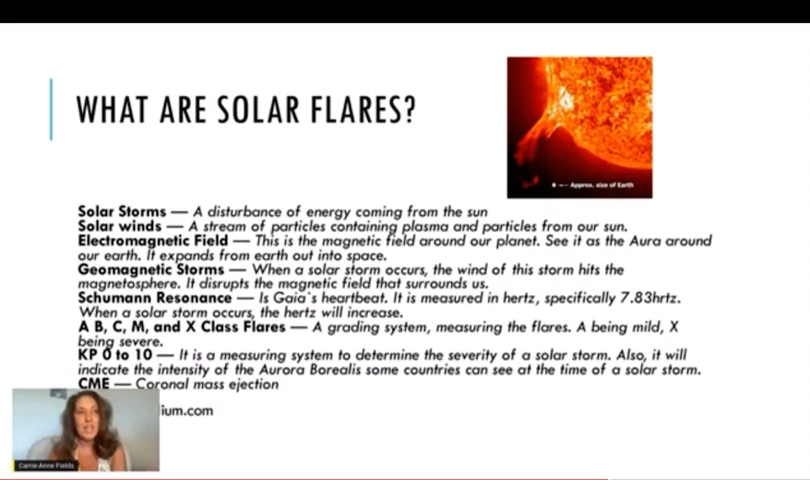 WHAT ARE SOLAR FLARES?
← Approx. size of Earth
Solar Storms — A disturbance of energy coming from the sun
Solar winds — A stream of particles containing plasma and particles from our sun.
Electromagnetic Field — This is the magnetic field around our planet. See it as the Aura around
our earth. It expands from earth out into space.
Geomagnetic Storms — When a solar storm occurs, the wind of this storm hits the
magnetosphere. It disrupts the magnetic field that surrounds us.
Schumann Resonance — Is Gaia`s heartbeat. It is measured in hertz, specifically 7.83hrtz.
When a solar storm occurs, the hertz will increase.
A B, C, M, and X Class Flares — A grading system, measuring the flares. A being mild, X
being severe.
KP 0 to 10 — It is a measuring system to determine the severity of a solar storm. Also, it will
indicate the intensity of the Aurora Borealis some countries can see at the time of a solar storm.
CME — Coronal mass ejection
ium.com
Carrie-Anne Fields